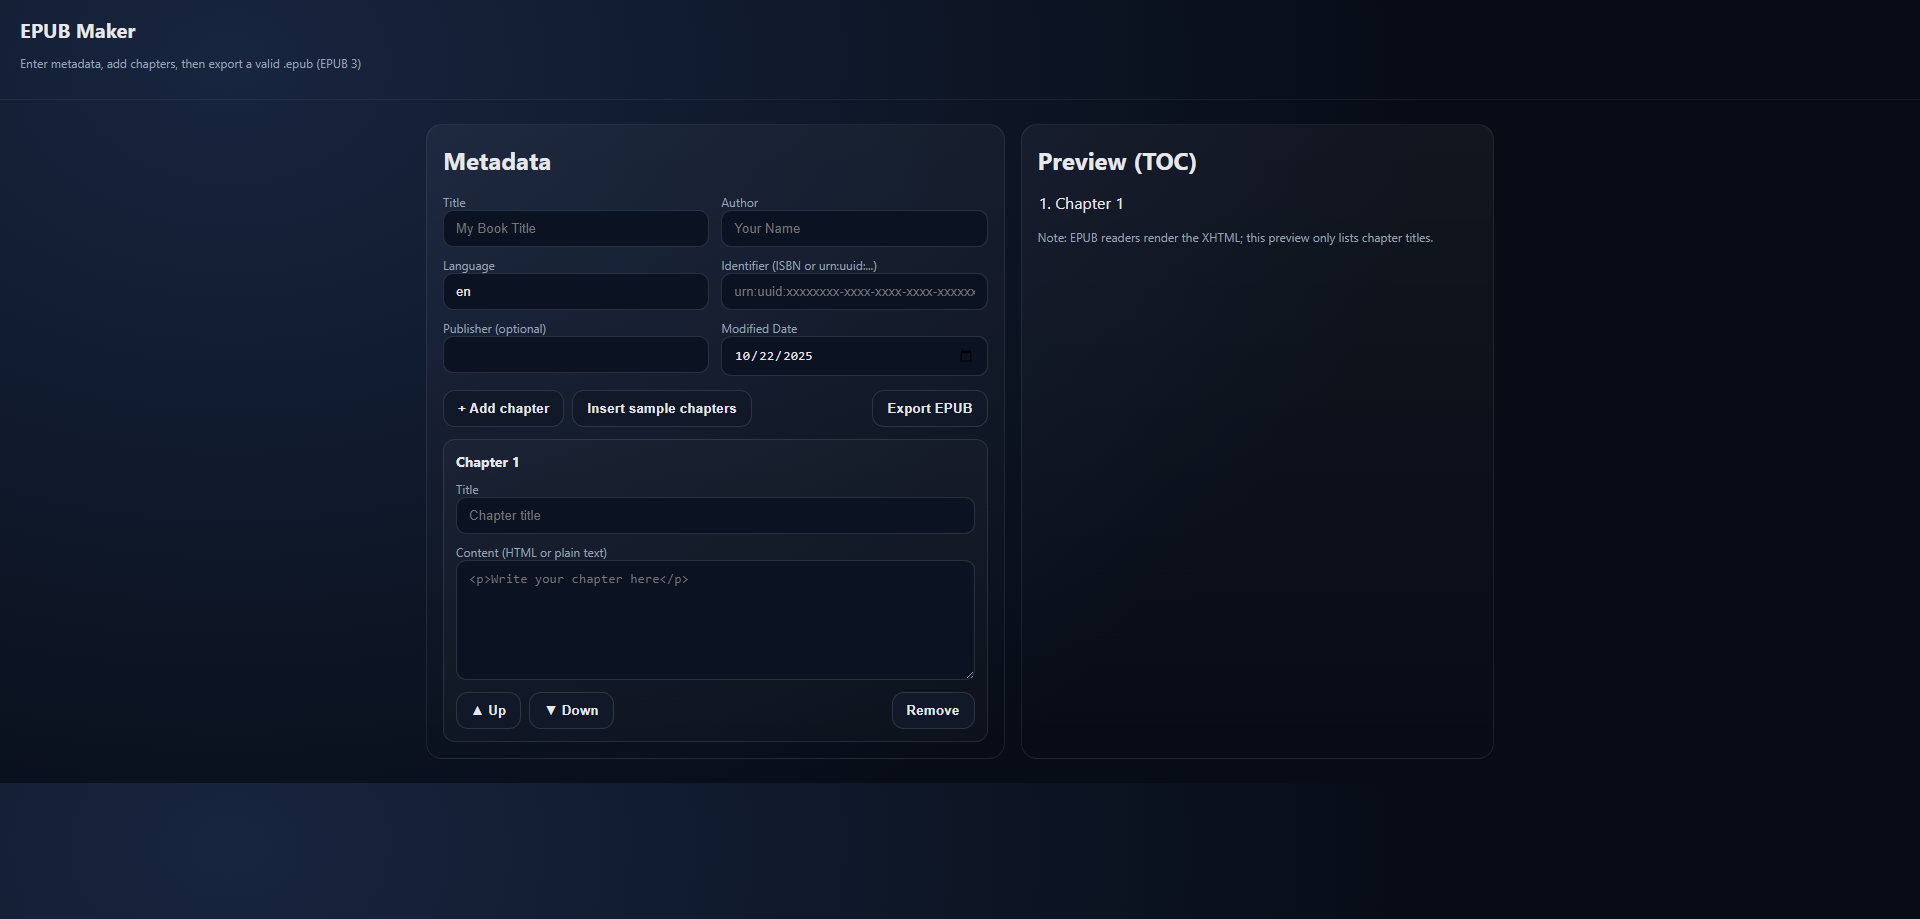 EPUB Maker
Enter metadata, add chapters, then export a valid .epub (EPUB 3)
Metadata
Title
My Book Title
Author
Your Name
Language
en
Identifier (ISBN or urn:uuid:...)
urn:uuid:xxxxxxxx-xxxx-xxxx-xxxx-xxxxxx
Publisher (optional)
Modified Date
10/22/2025
+ Add chapter
Insert sample chapters
Export EPUB
Chapter 1
Title
Chapter title
Content (HTML or plain text)
<p>Write your chapter here</p>
▲ Up
▼ Down
Remove
Preview (TOC)
1. Chapter 1
Note: EPUB readers render the XHTML; this preview only lists chapter titles.